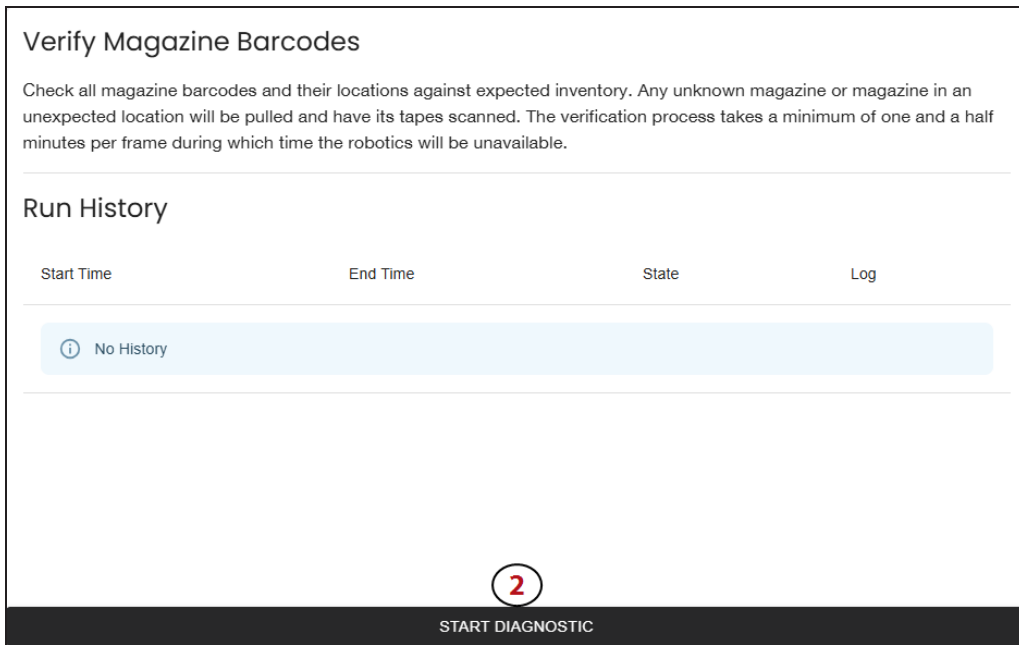 Verify Magazine Barcodes
Check all magazine barcodes and their locations against expected inventory. Any unknown magazine or magazine in an
unexpected location will be pulled and have its tapes scanned. The verification process takes a minimum of one and a half
minutes per frame during which time the robotics will be unavailable.
Run History
Start Time End Time State Log
No History
2
START DIAGNOSTIC